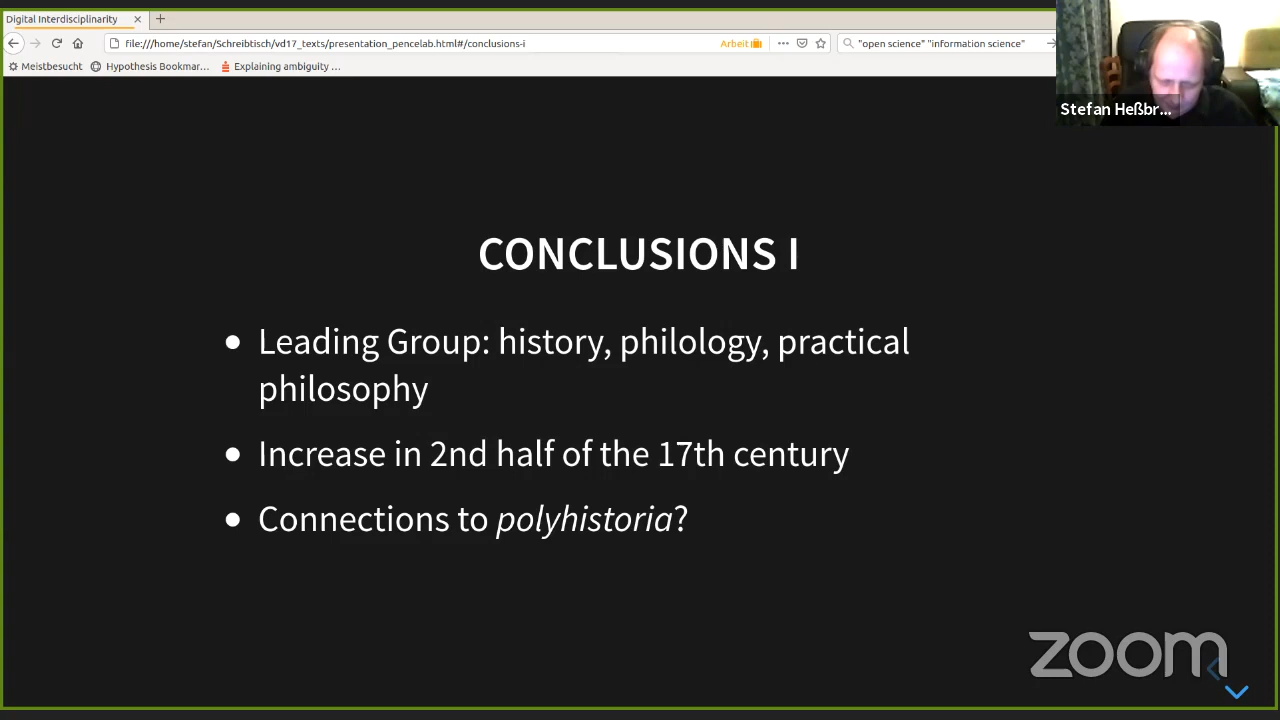 Digital Interdisciplinarity
file:///home/stefan/Schreibtisch/vd17_texts/presentation_pencelab.html#/conclusions-i
Arbeit
"open science" "information science"
Meistbesucht
Hypothesis Bookmar...
Explaining ambiguity ...
Stefan Heßbr...
CONCLUSIONS I
Leading Group: history, philology, practical
philosophy
Increase in 2nd half of the 17th century
Connections to polyhistoria?
zoom